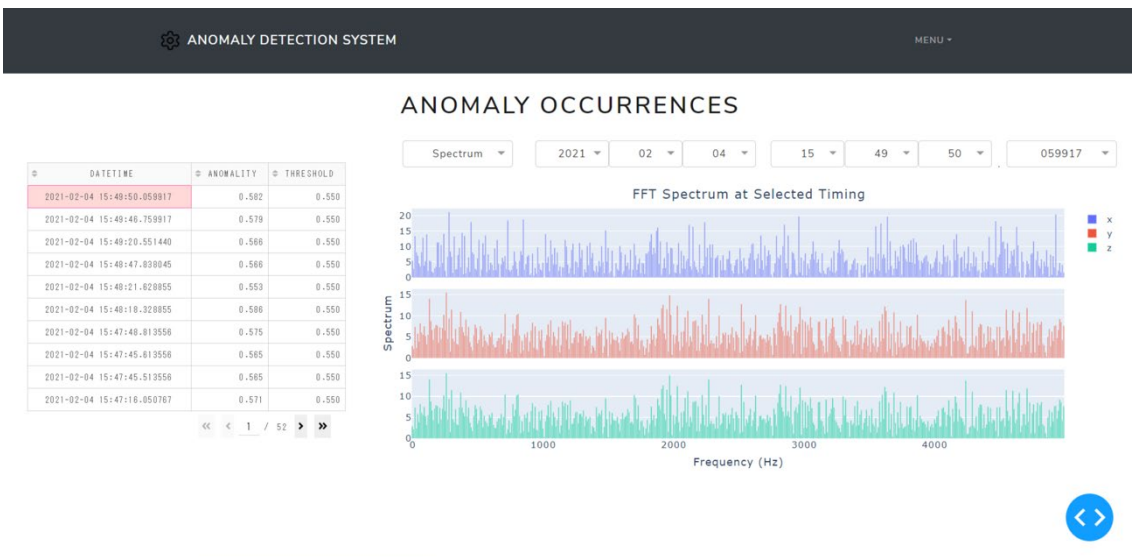 ANOMALY DETECTION SYSTEM
MENU
ANOMALY OCCURRENCES
Spectrum 2021 02 04 15 49 50 . 059917
DATETIME ANOMALITY THRESHOLD
2021-02-04 15:49:50.059917 0.582 0.550
2021-02-04 15:49:46.759917 0.579 0.550
2021-02-04 15:49:20.551440 0.566 0.550
2021-02-04 15:48:47.838045 0.566 0.550
2021-02-04 15:48:21.828855 0.553 0.550
2021-02-04 15:48:18.328855 0.586 0.550
2021-02-04 15:47:48.813556 0.575 0.550
2021-02-04 15:47:45.613556 0.565 0.550
2021-02-04 15:47:45.513556 0.565 0.550
2021-02-04 15:47:16.050767 0.571 0.550
« < 1 / 52 > »
FFT Spectrum at Selected Timing
20
15
10
5
0
15
10
5
0
15
10
5
0
Spectrum
0 1000 2000 3000 4000
Frequency (Hz)
x
y
z